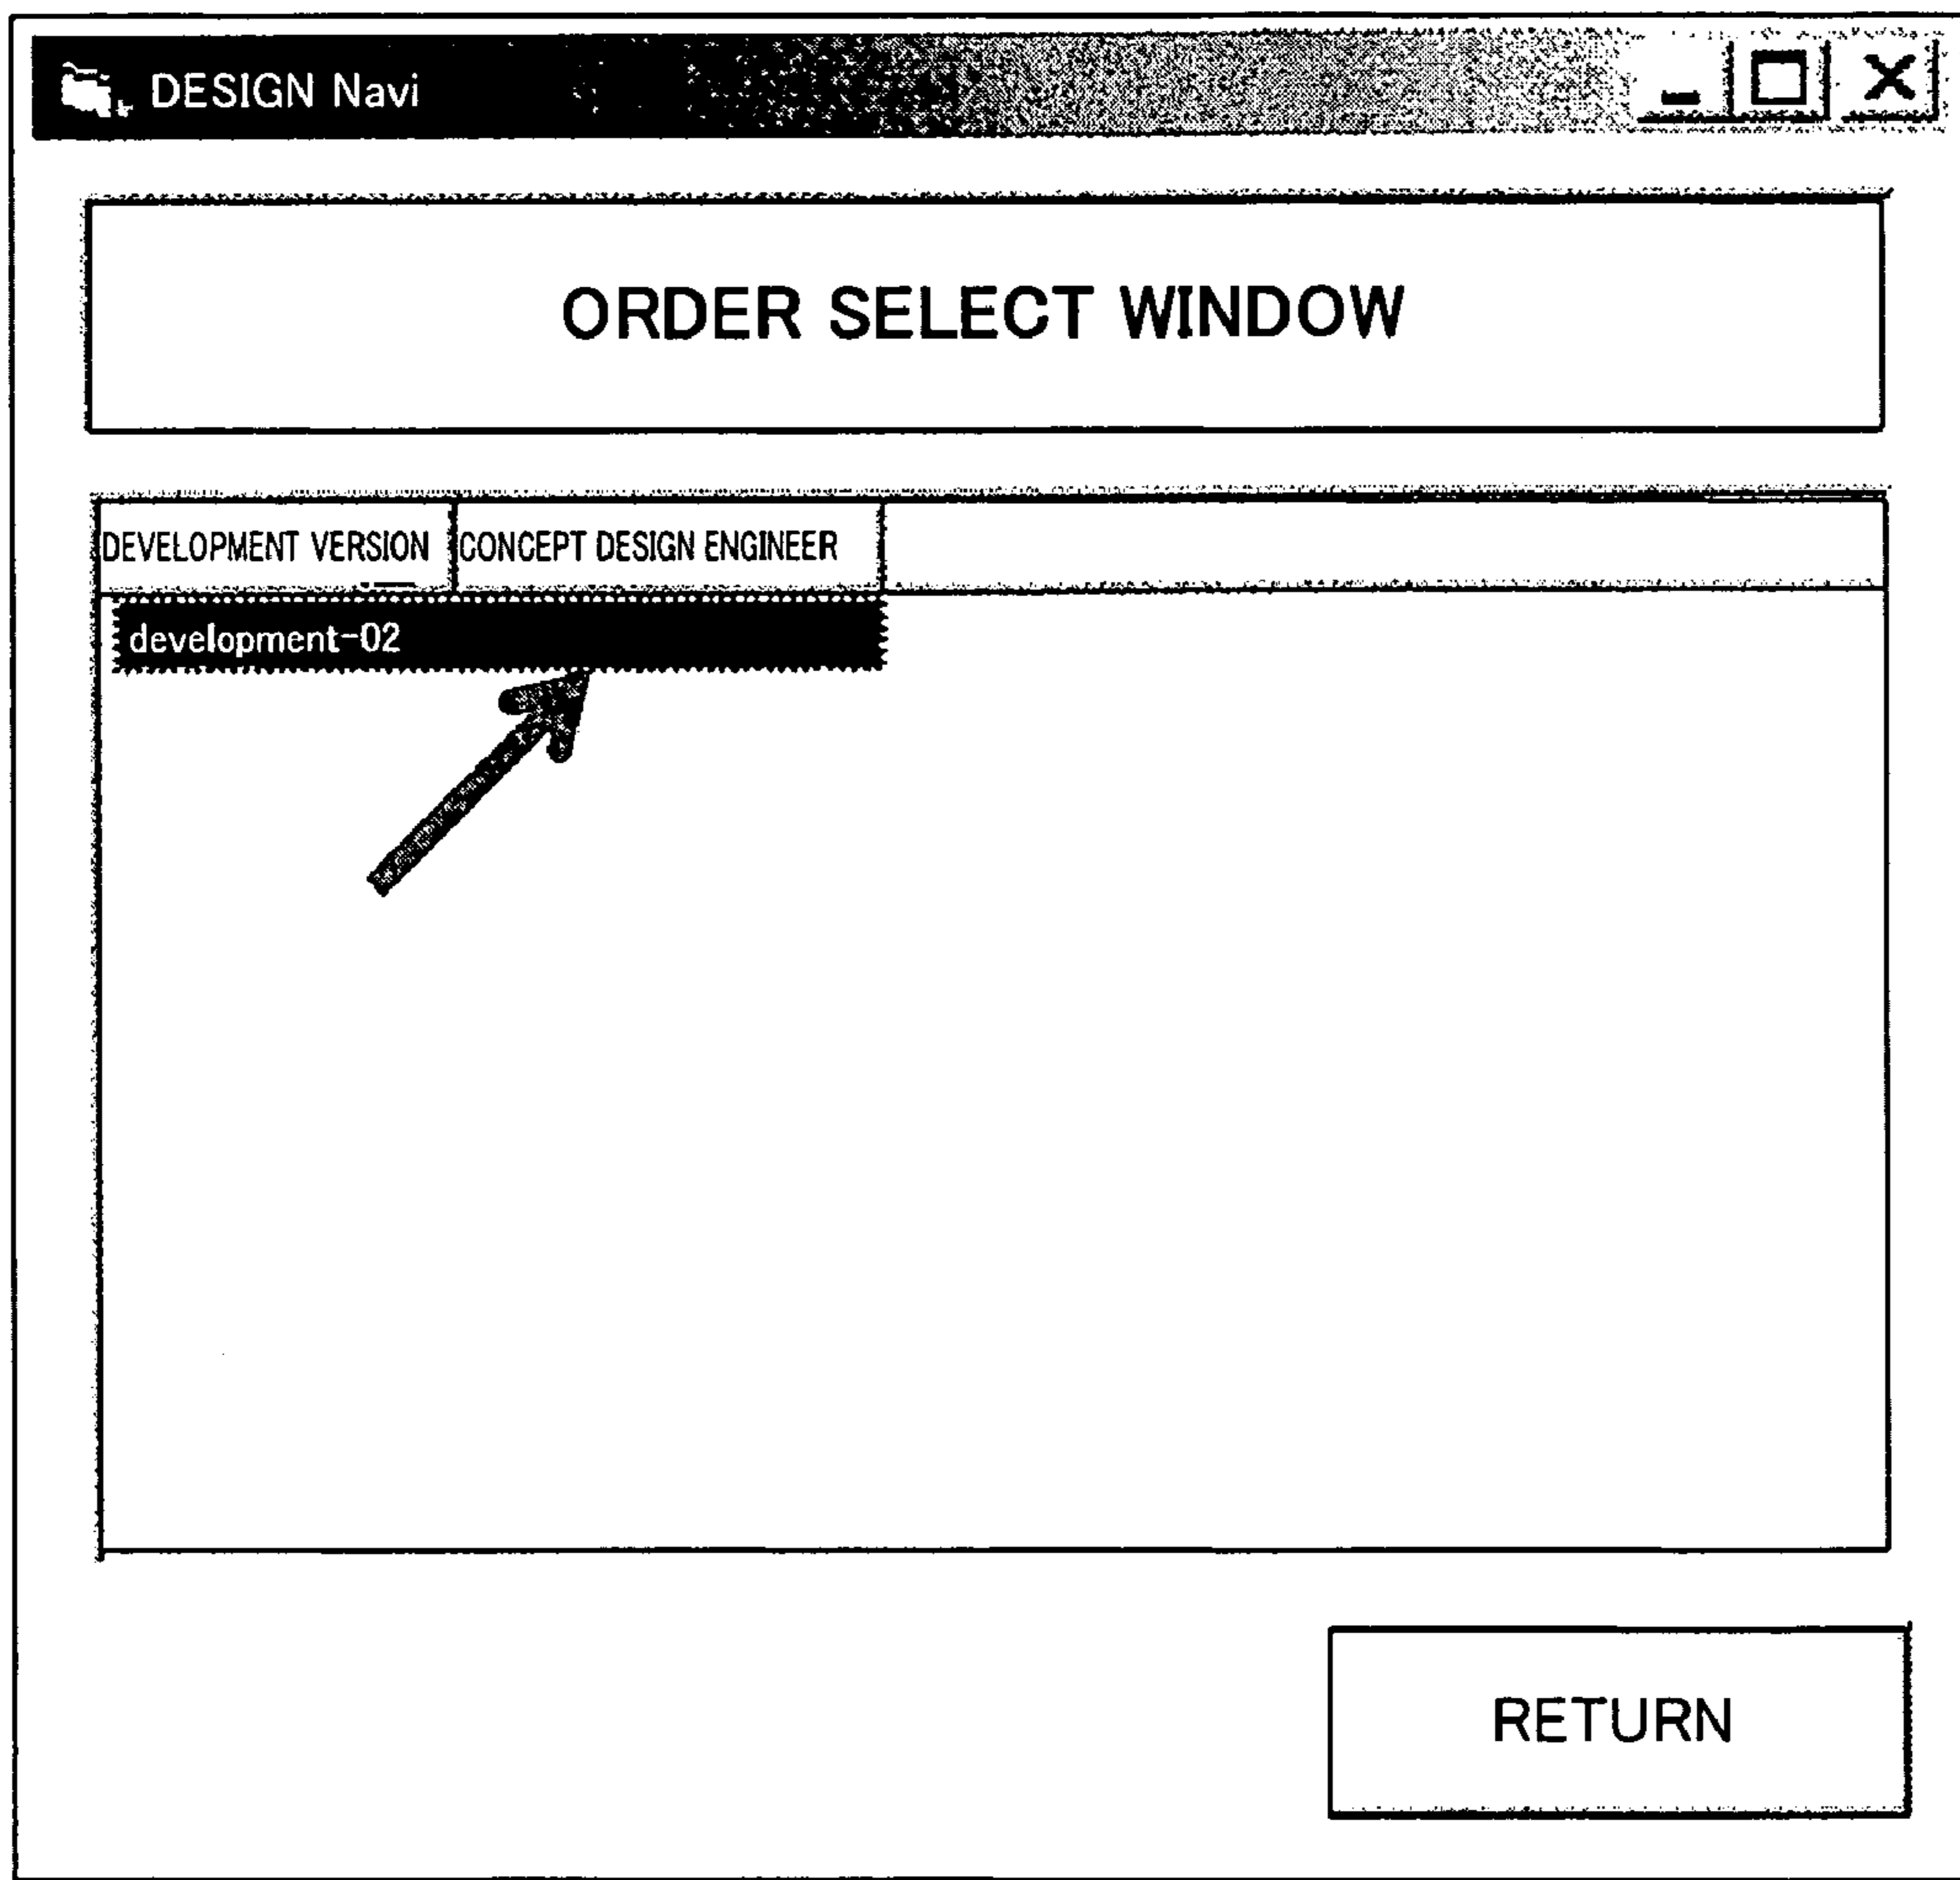 DESIGN Navi
ORDER SELECT WINDOW
DEVELOPMENT VERSION CONCEPT DESIGN ENGINEER
development-02
RETURN